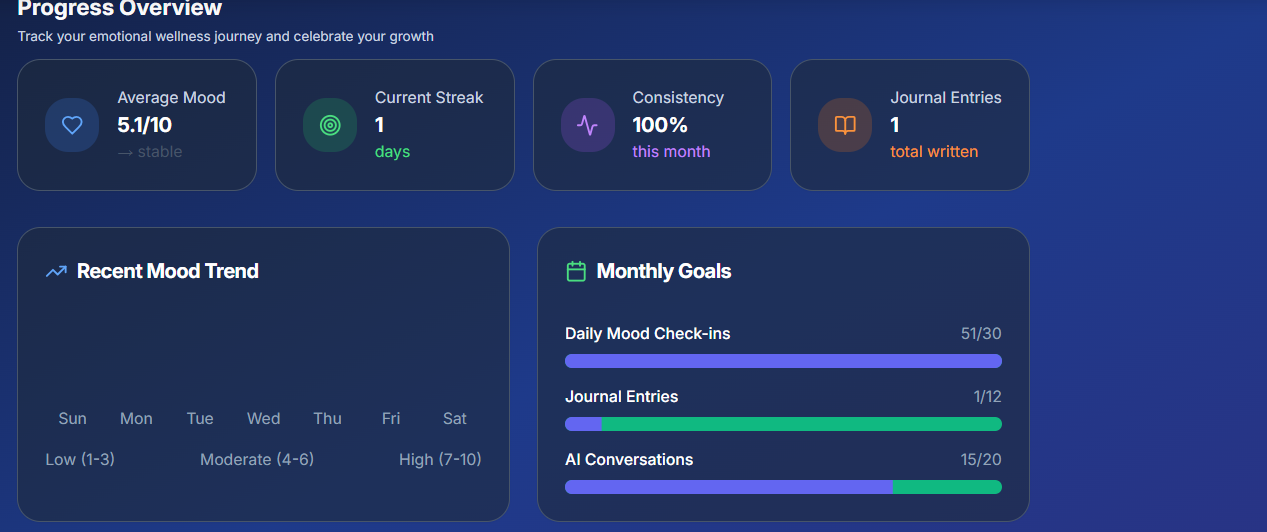 Progress Overview
Track your emotional wellness journey and celebrate your growth
Average Mood
5.1/10
→ stable
Current Streak
1
days
Consistency
100%
this month
Journal Entries
1
total written
Recent Mood Trend
Sun Mon Tue Wed Thu Fri Sat
Low (1-3) Moderate (4-6) High (7-10)
Monthly Goals
Daily Mood Check-ins 51/30
Journal Entries 1/12
AI Conversations 15/20